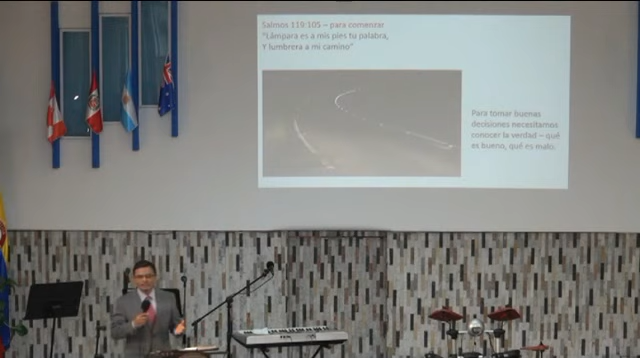 Salmos 119:105 – para comenzar
"Lámpara es a mis pies tu palabra,
Y lumbrera a mi camino"
Para tomar buenas
decisiones necesitamos
conocer la verdad – qué
es bueno, qué es malo.